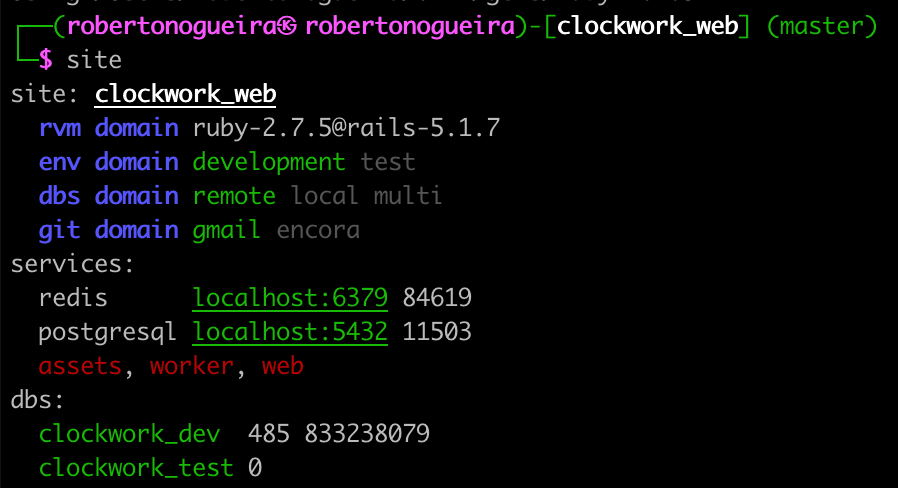 (robertonogueira㉿ robertonogueira)-[clockwork_web] (master)
$ site
site: clockwork_web
rvm domain ruby-2.7.5@rails-5.1.7
env domain development test
dbs domain remote local multi
git domain gmail encora
services:
redis localhost:6379 84619
postgresql localhost:5432 11503
assets, worker, web
dbs:
clockwork_dev 485 833238079
clockwork_test 0